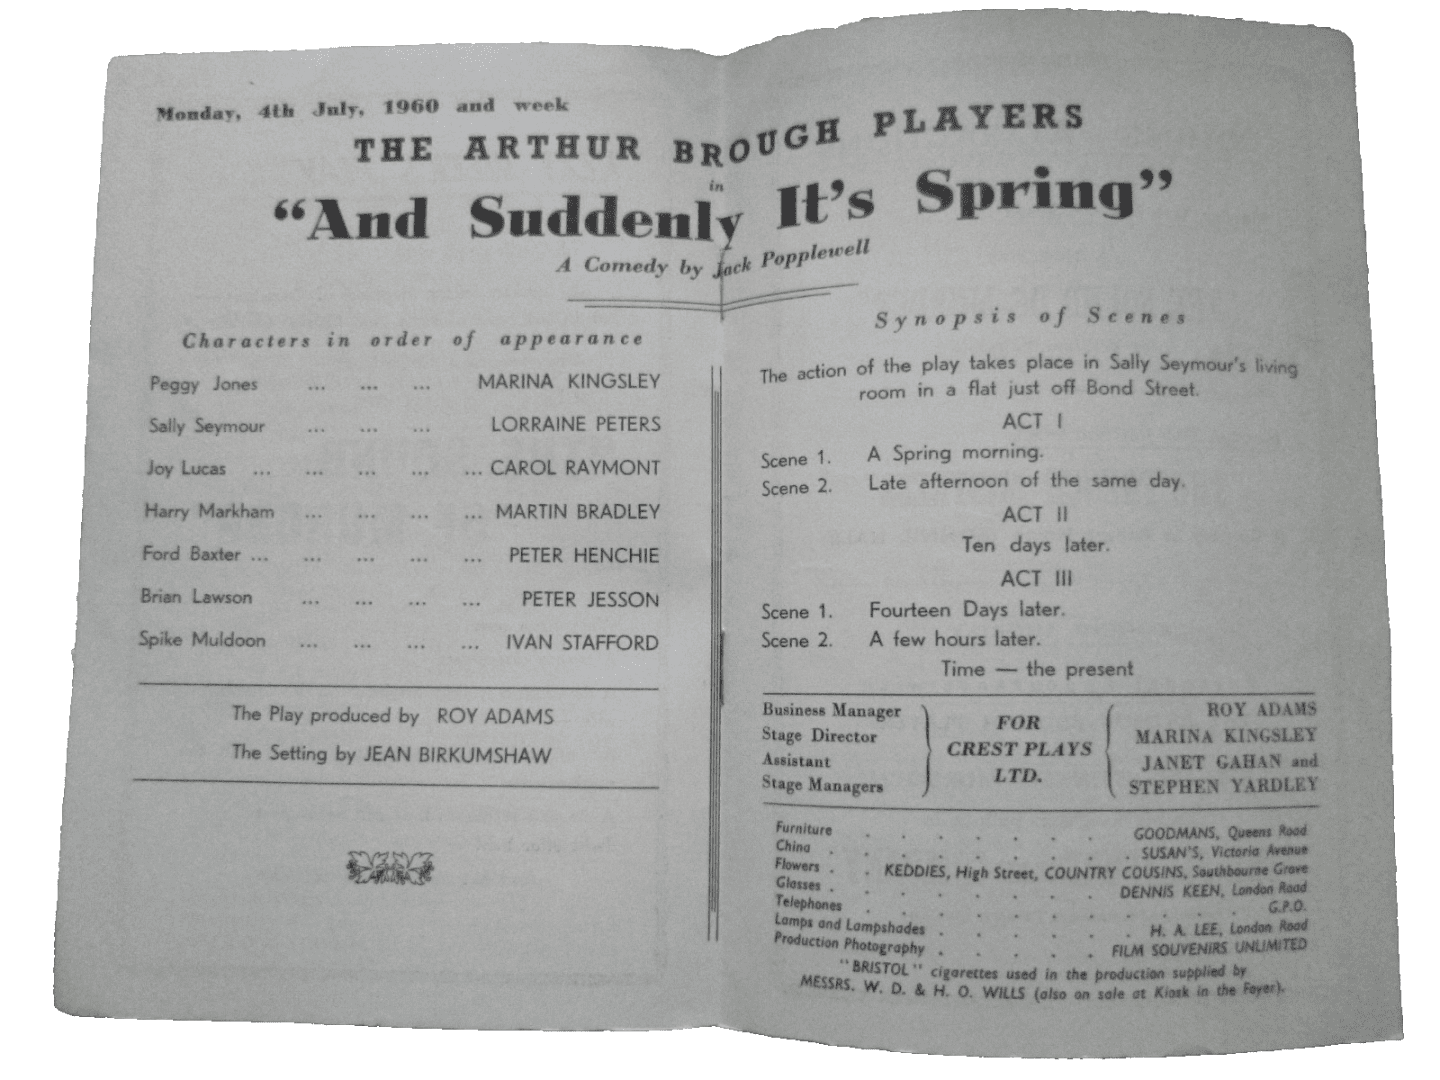 Monday, 4th July, 1960 and week
THE ARTHUR BROUGH PLAYERS
in
“And Suddenly It's Spring”
A Comedy by Jack Popplewell
Characters in order of appearance
Peggy Jones ... ... ... MARINA KINGSLEY
Sally Seymour ... ... ... LORRAINE PETERS
Joy Lucas ... ... ... ... ... CAROL RAYMONT
Harry Markham ... ... ... ... MARTIN BRADLEY
Ford Baxter ... ... ... ... ... PETER HENCHIE
Brian Lawson ... ... ... ... PETER JESSON
Spike Muldoon ... ... ... ... IVAN STAFFORD
The Play produced by ROY ADAMS
The Setting by JEAN BIRKUMSHAW
Synopsis of Scenes
The action of the play takes place in Sally Seymour's living
room in a flat just off Bond Street.
ACT I
Scene 1. A Spring morning.
Scene 2. Late afternoon of the same day.
ACT II
Ten days later.
ACT III
Scene 1. Fourteen Days later.
Scene 2. A few hours later.
Time — the present
Business Manager
Stage Director
Assistant
Stage Managers
FOR
CREST PLAYS
LTD.
ROY ADAMS
MARINA KINGSLEY
JANET GAHAN and
STEPHEN YARDLEY
Furniture . . . . . . . GOODMANS, Queens Road
China . . . . . . . . SUSAN'S, Victoria Avenue
Flowers . . KEDDIES, High Street, COUNTRY COUSINS, Southbourne Grove
Glasses . . . . . . . DENNIS KEEN, London Road
Telephones . . . . . . . . . . G.P.O.
Lamps and Lampshades . . . . . H. A. LEE, London Road
Production Photography . . . . FILM SOUVENIRS UNLIMITED
"BRISTOL" cigarettes used in the production supplied by
MESSRS. W. D. & H. O. WILLS (also on sale at Kiosk in the Foyer).